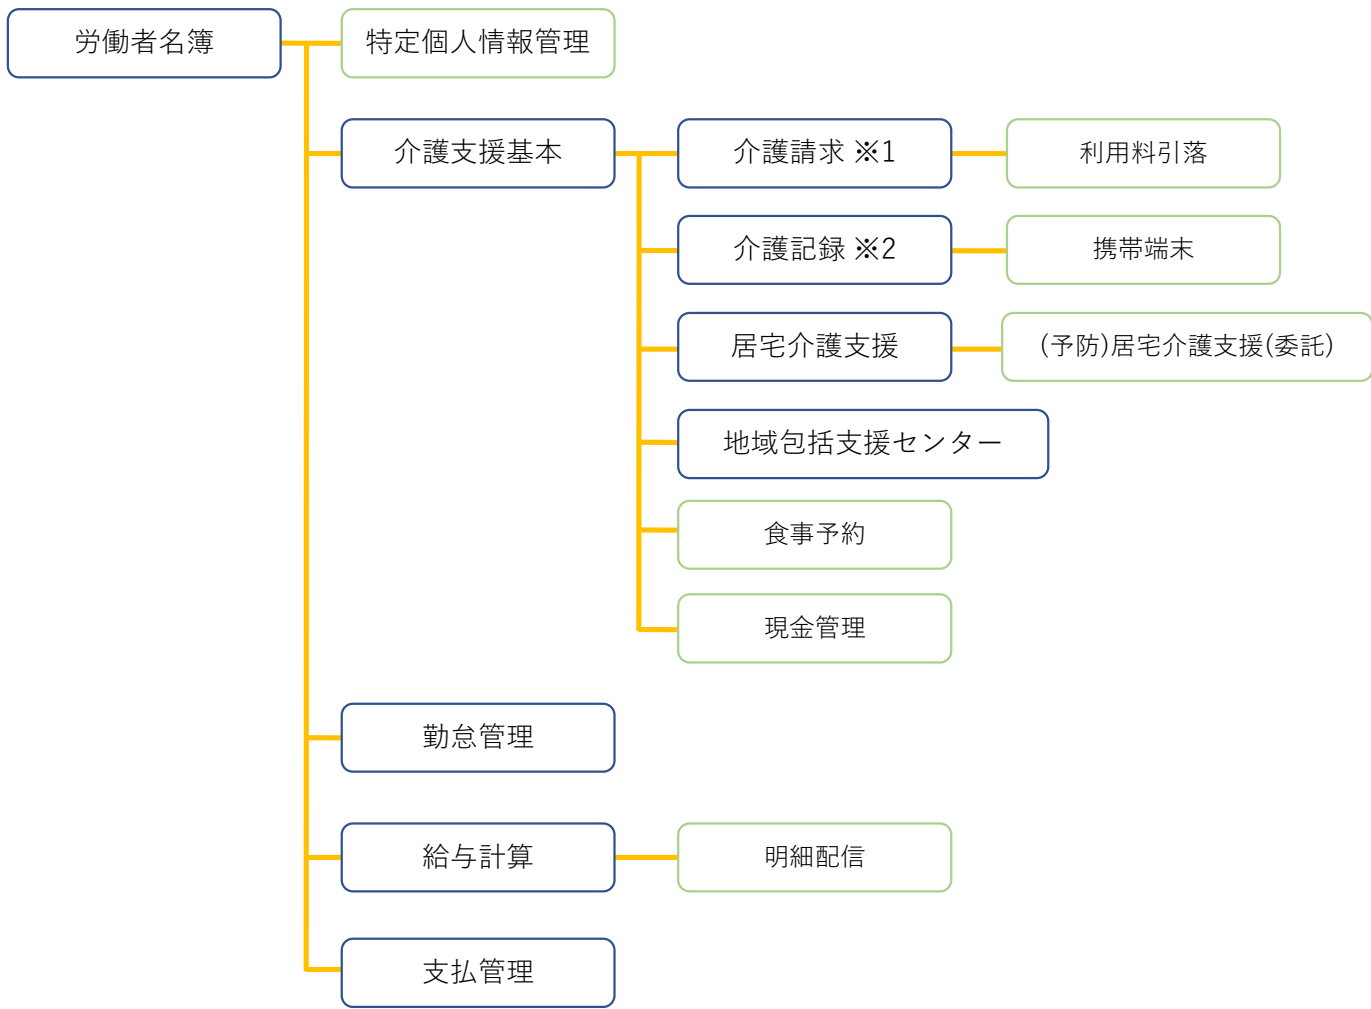 労働者名簿
特定個人情報管理
介護支援基本
介護請求 ※1
利用料引落
介護記録 ※2
携帯端末
居宅介護支援
(予防)居宅介護支援(委託)
地域包括支援センター
食事予約
現金管理
勤怠管理
給与計算
明細配信
支払管理